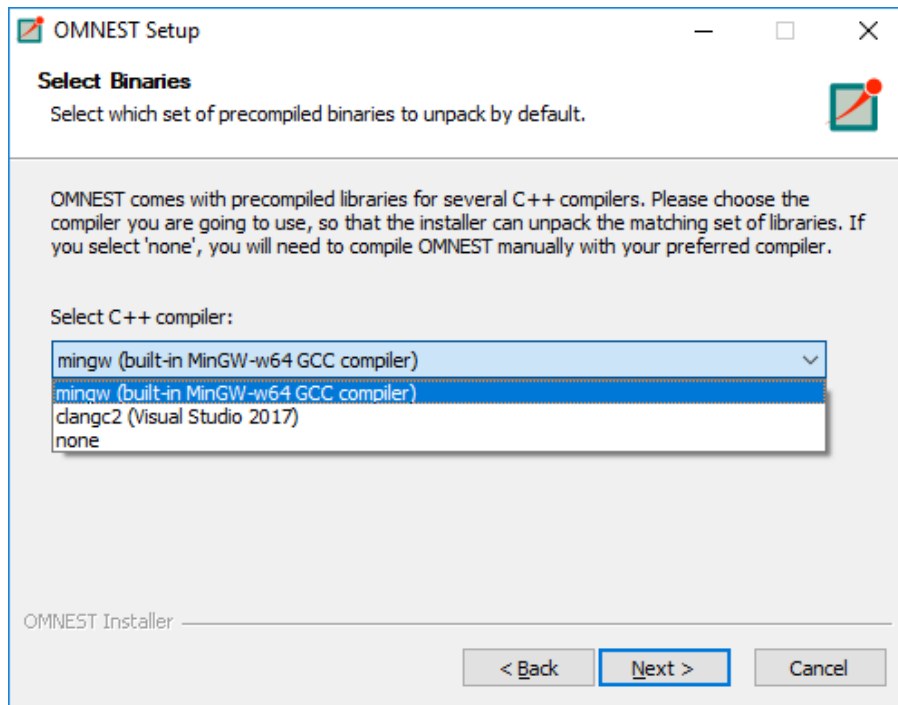 OMNEST Setup
Select Binaries
Select which set of precompiled binaries to unpack by default.
OMNEST comes with precompiled libraries for several C++ compilers. Please choose the
compiler you are going to use, so that the installer can unpack the matching set of libraries. If
you select 'none', you will need to compile OMNEST manually with your preferred compiler.
Select C++ compiler:
mingw (built-in MinGW-w64 GCC compiler)
mingw (built-in MinGW-w64 GCC compiler)
clangc2 (Visual Studio 2017)
none
OMNEST Installer
< Back Next > Cancel